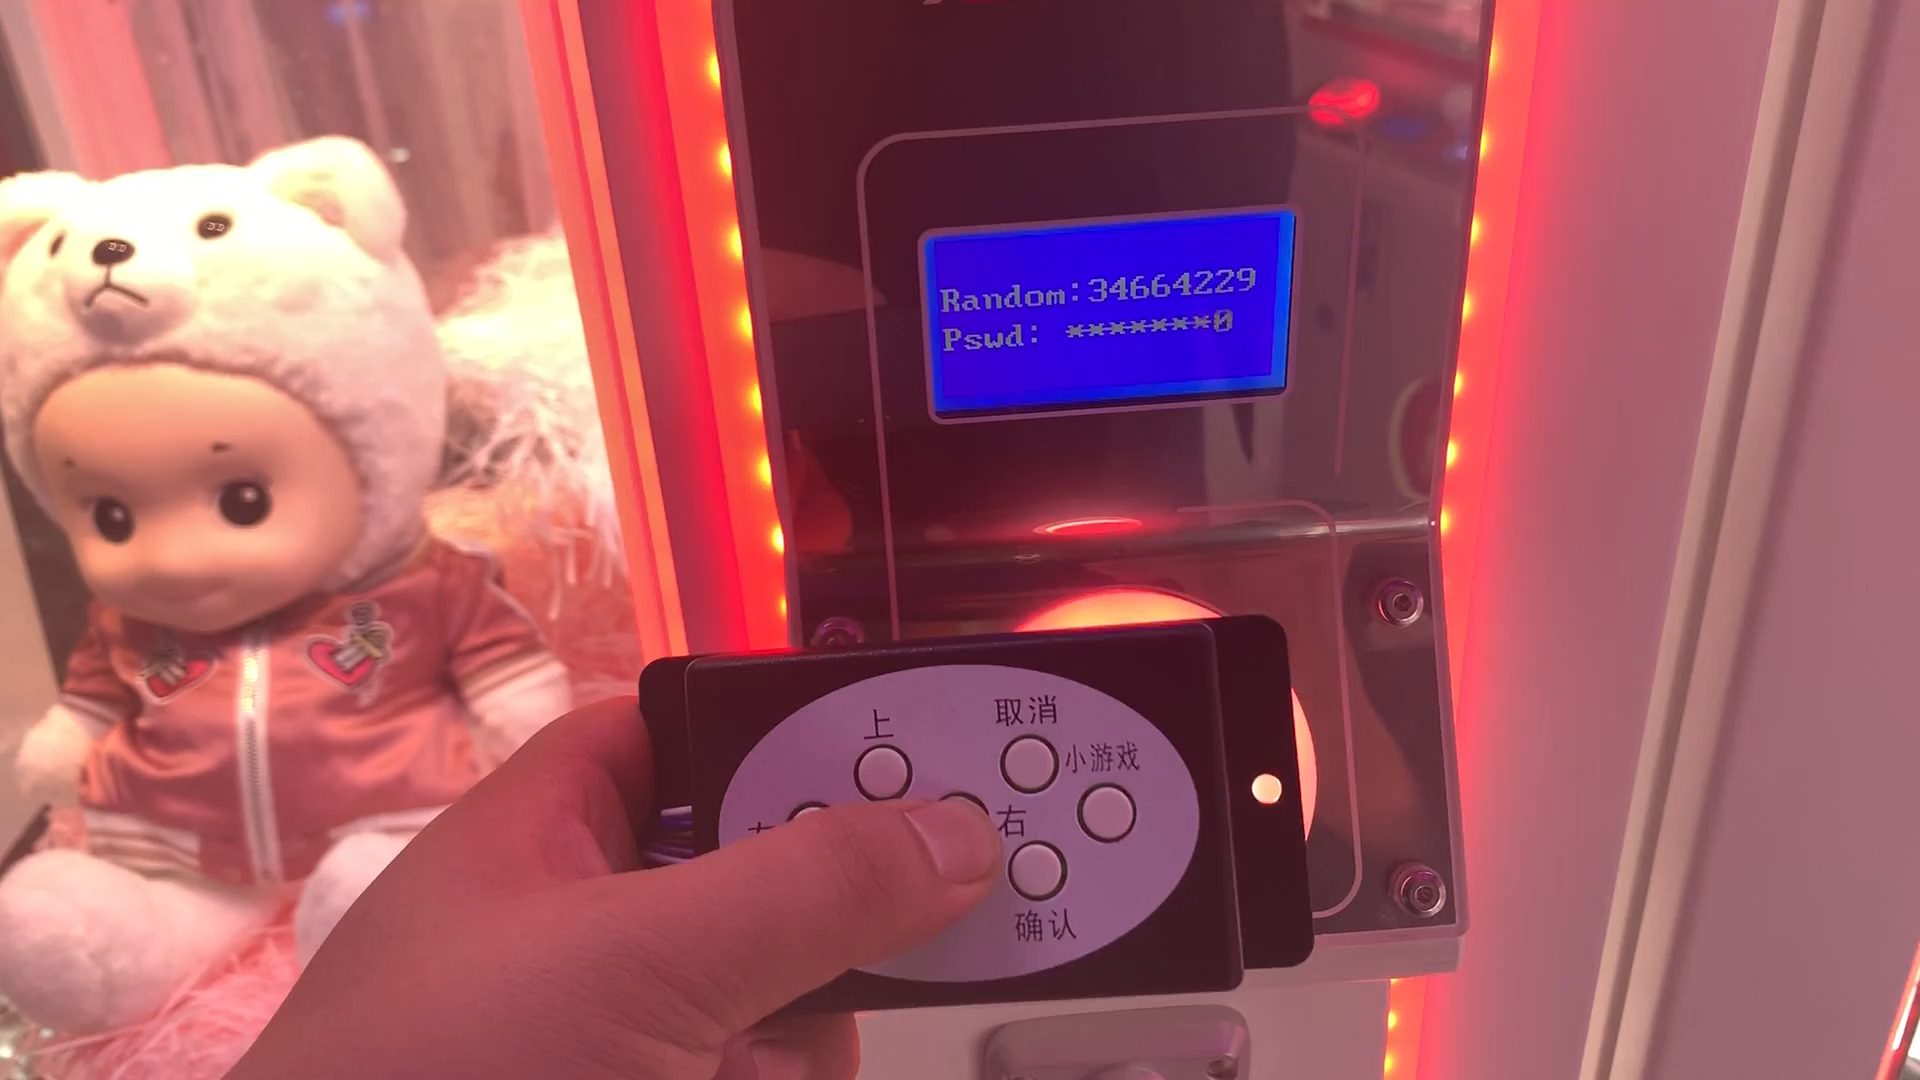 Random:34664229
Pswd: *******0
上
取消
小游戏
右
确认